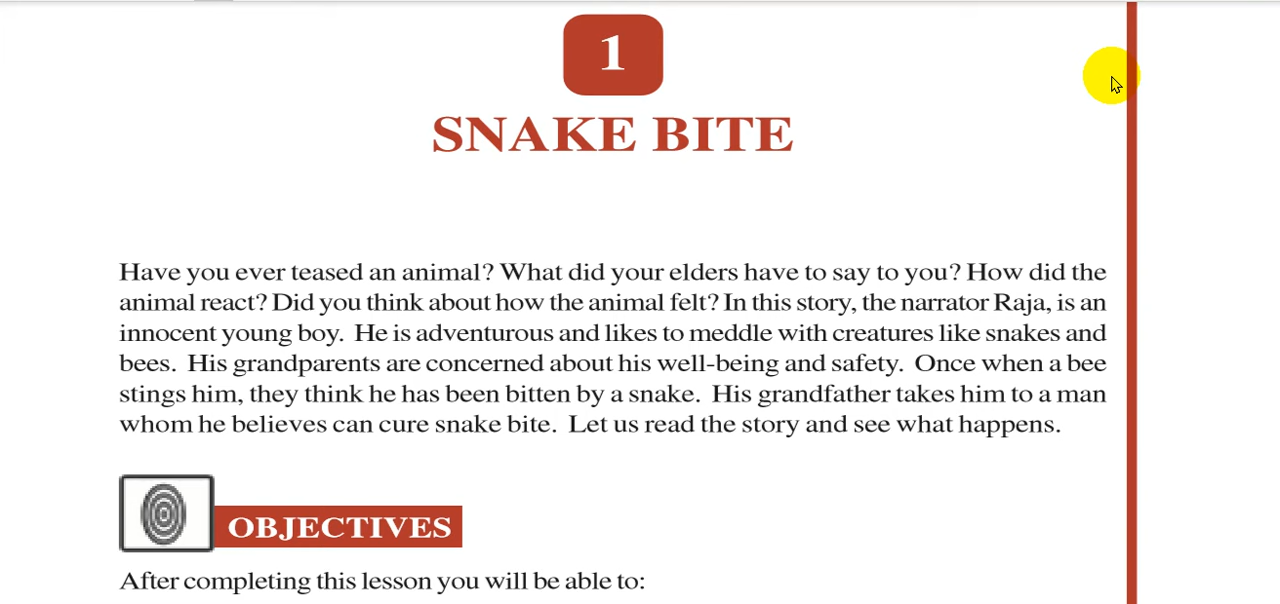 1
SNAKE BITE
Have you ever teased an animal? What did your elders have to say to you? How did the
animal react? Did you think about how the animal felt? In this story, the narrator Raja, is an
innocent young boy. He is adventurous and likes to meddle with creatures like snakes and
bees. His grandparents are concerned about his well-being and safety. Once when a bee
stings him, they think he has been bitten by a snake. His grandfather takes him to a man
whom he believes can cure snake bite. Let us read the story and see what happens.
OBJECTIVES
After completing this lesson you will be able to: